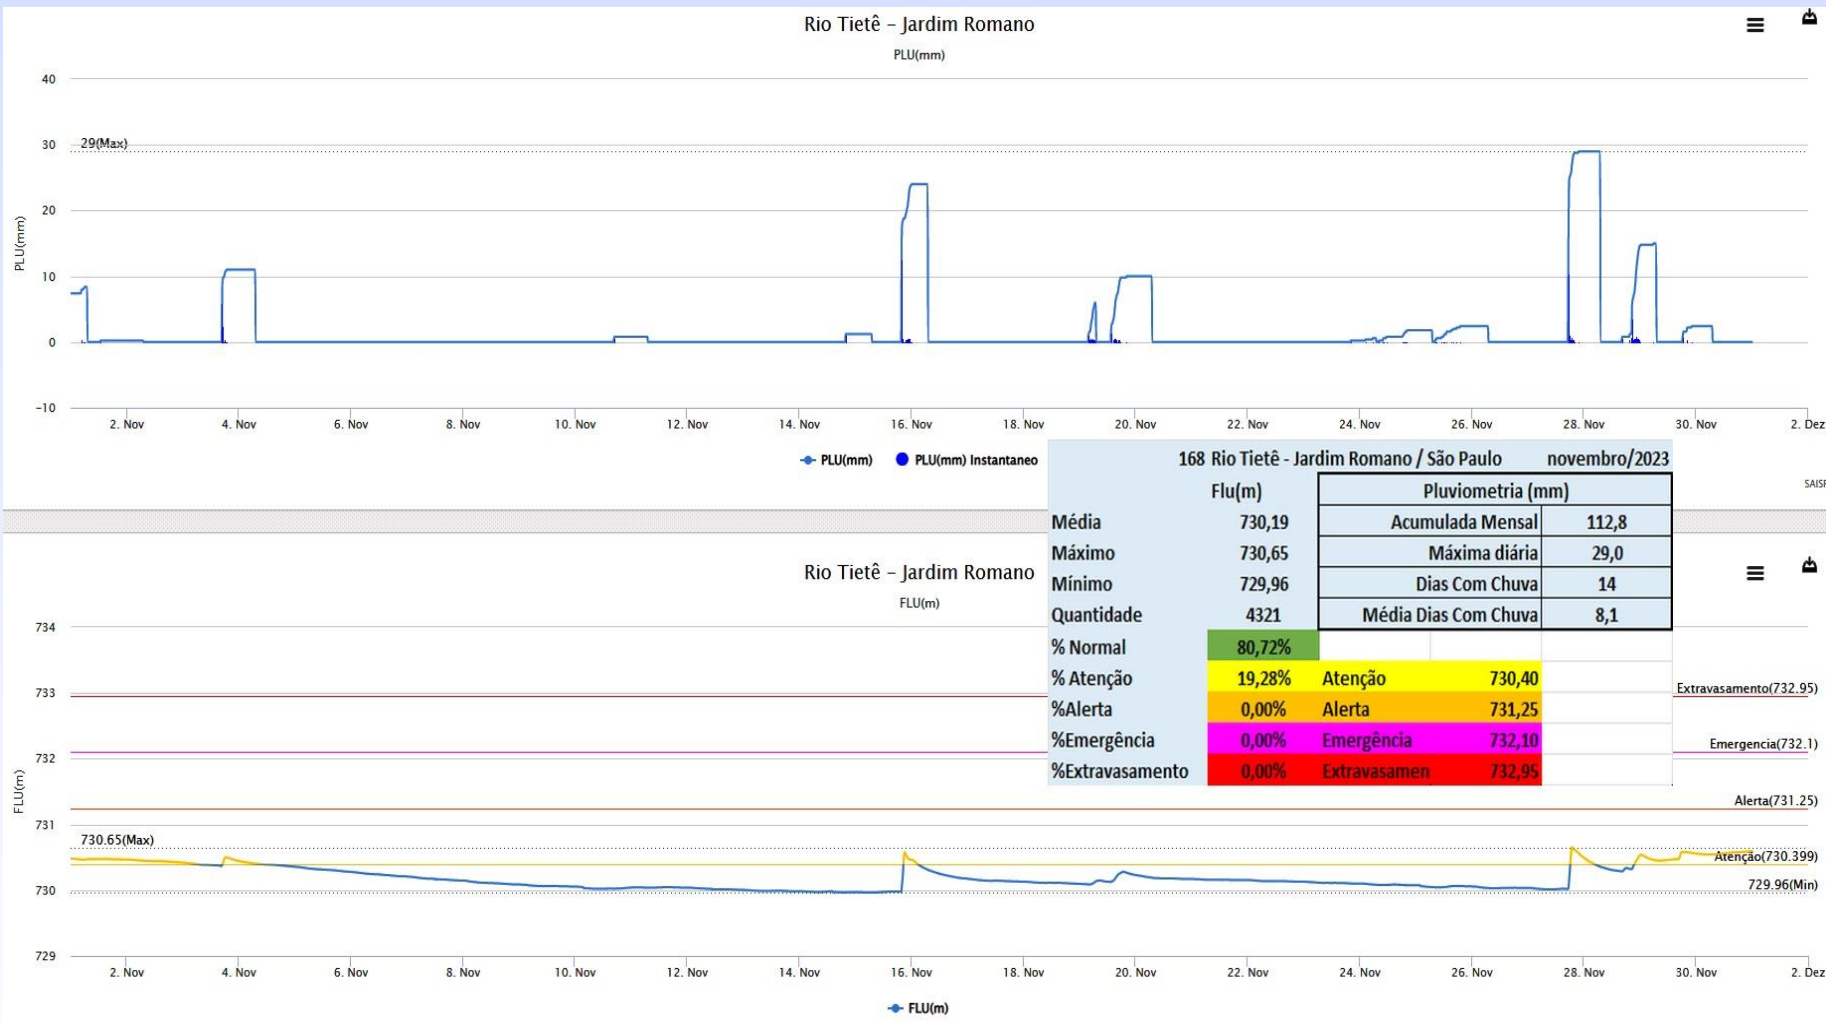 Rio Tietê – Jardim Romano
PLU(mm)
40
30
20
10
0
−10
PLU(mm)
29(Max)
2. Nov 4. Nov 6. Nov 8. Nov 10. Nov 12. Nov 14. Nov 16. Nov 18. Nov 20. Nov 22. Nov 24. Nov 26. Nov 28. Nov 30. Nov 2. Dez
PLU(mm) PLU(mm) Instantaneo
SAISP
168 Rio Tietê - Jardim Romano / São Paulo novembro/2023
Flu(m) Pluviometria (mm)
Média 730,19 Acumulada Mensal 112,8
Máximo 730,65 Máxima diária 29,0
Mínimo 729,96 Dias Com Chuva 14
Quantidade 4321 Média Dias Com Chuva 8,1
% Normal 80,72%
% Atenção 19,28% Atenção 730,40
%Alerta 0,00% Alerta 731,25
%Emergência 0,00% Emergência 732,10
%Extravasamento 0,00% Extravasamen 732,95
Rio Tietê – Jardim Romano
FLU(m)
734
733
732
731
730
729
FLU(m)
Extravasamento(732.95)
Emergencia(732.1)
Alerta(731.25)
730.65(Max)
Atenção(730.399)
729.96(Min)
2. Nov 4. Nov 6. Nov 8. Nov 10. Nov 12. Nov 14. Nov 16. Nov 18. Nov 20. Nov 22. Nov 24. Nov 26. Nov 28. Nov 30. Nov 2. Dez
FLU(m)